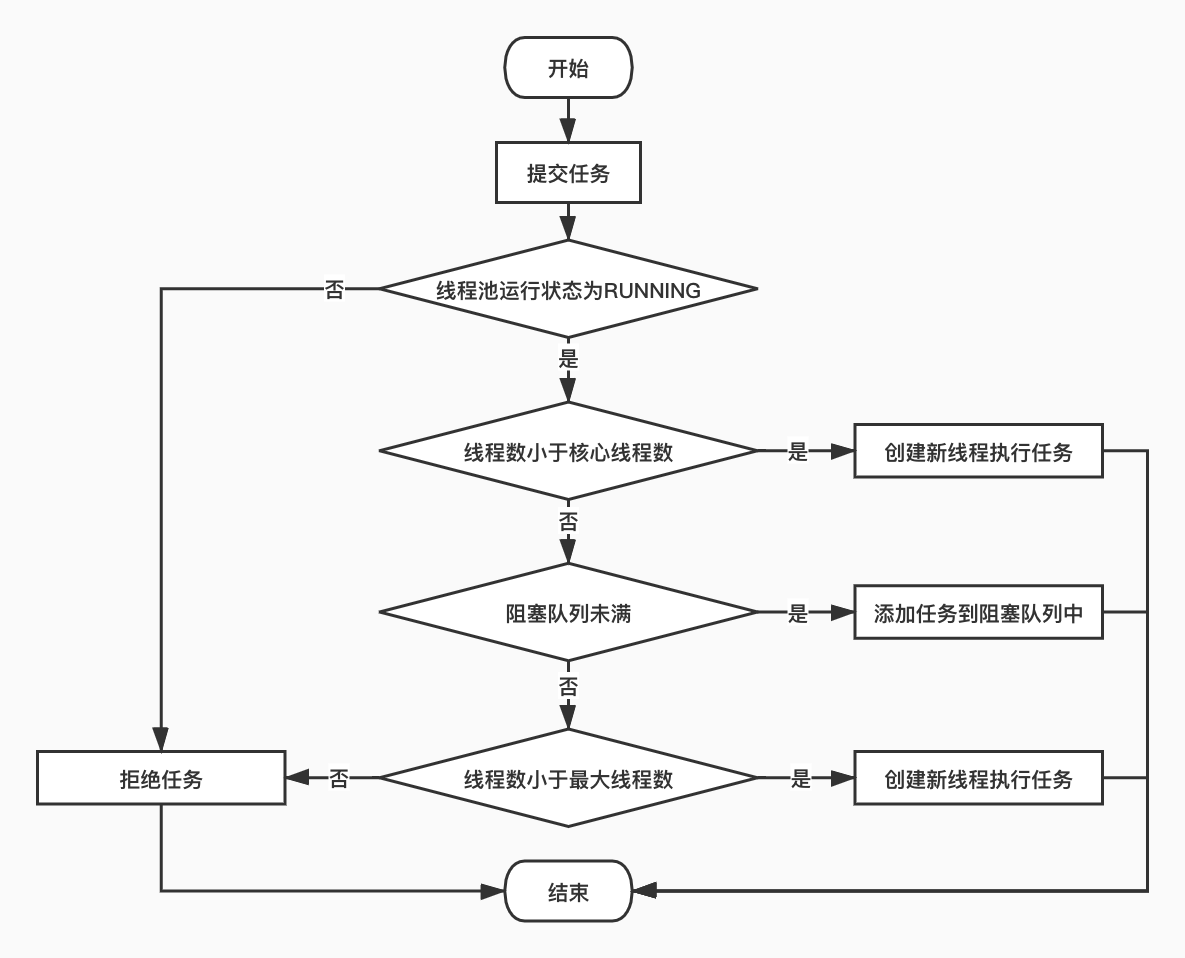 开始
提交任务
否
线程池运行状态为RUNNING
是
线程数小于核心线程数
是
创建新线程执行任务
否
阻塞队列未满
是
添加任务到阻塞队列中
否
拒绝任务
否
线程数小于最大线程数
是
创建新线程执行任务
结束